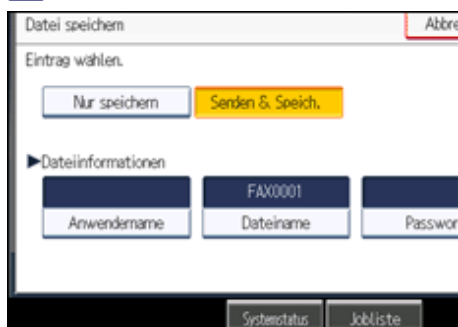 Datei speichern Abbre
Eintrag wählen.
Nur speichern Senden & Speich.
►Dateiinformationen
FAX0001
Anwendername Dateiname Passwor
Systemstatus Jobliste